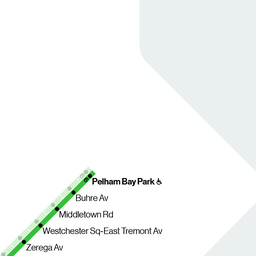 Pelham Bay Park ♿
Buhre Av
Middletown Rd
Westchester Sq-East Tremont Av
Zerega Av